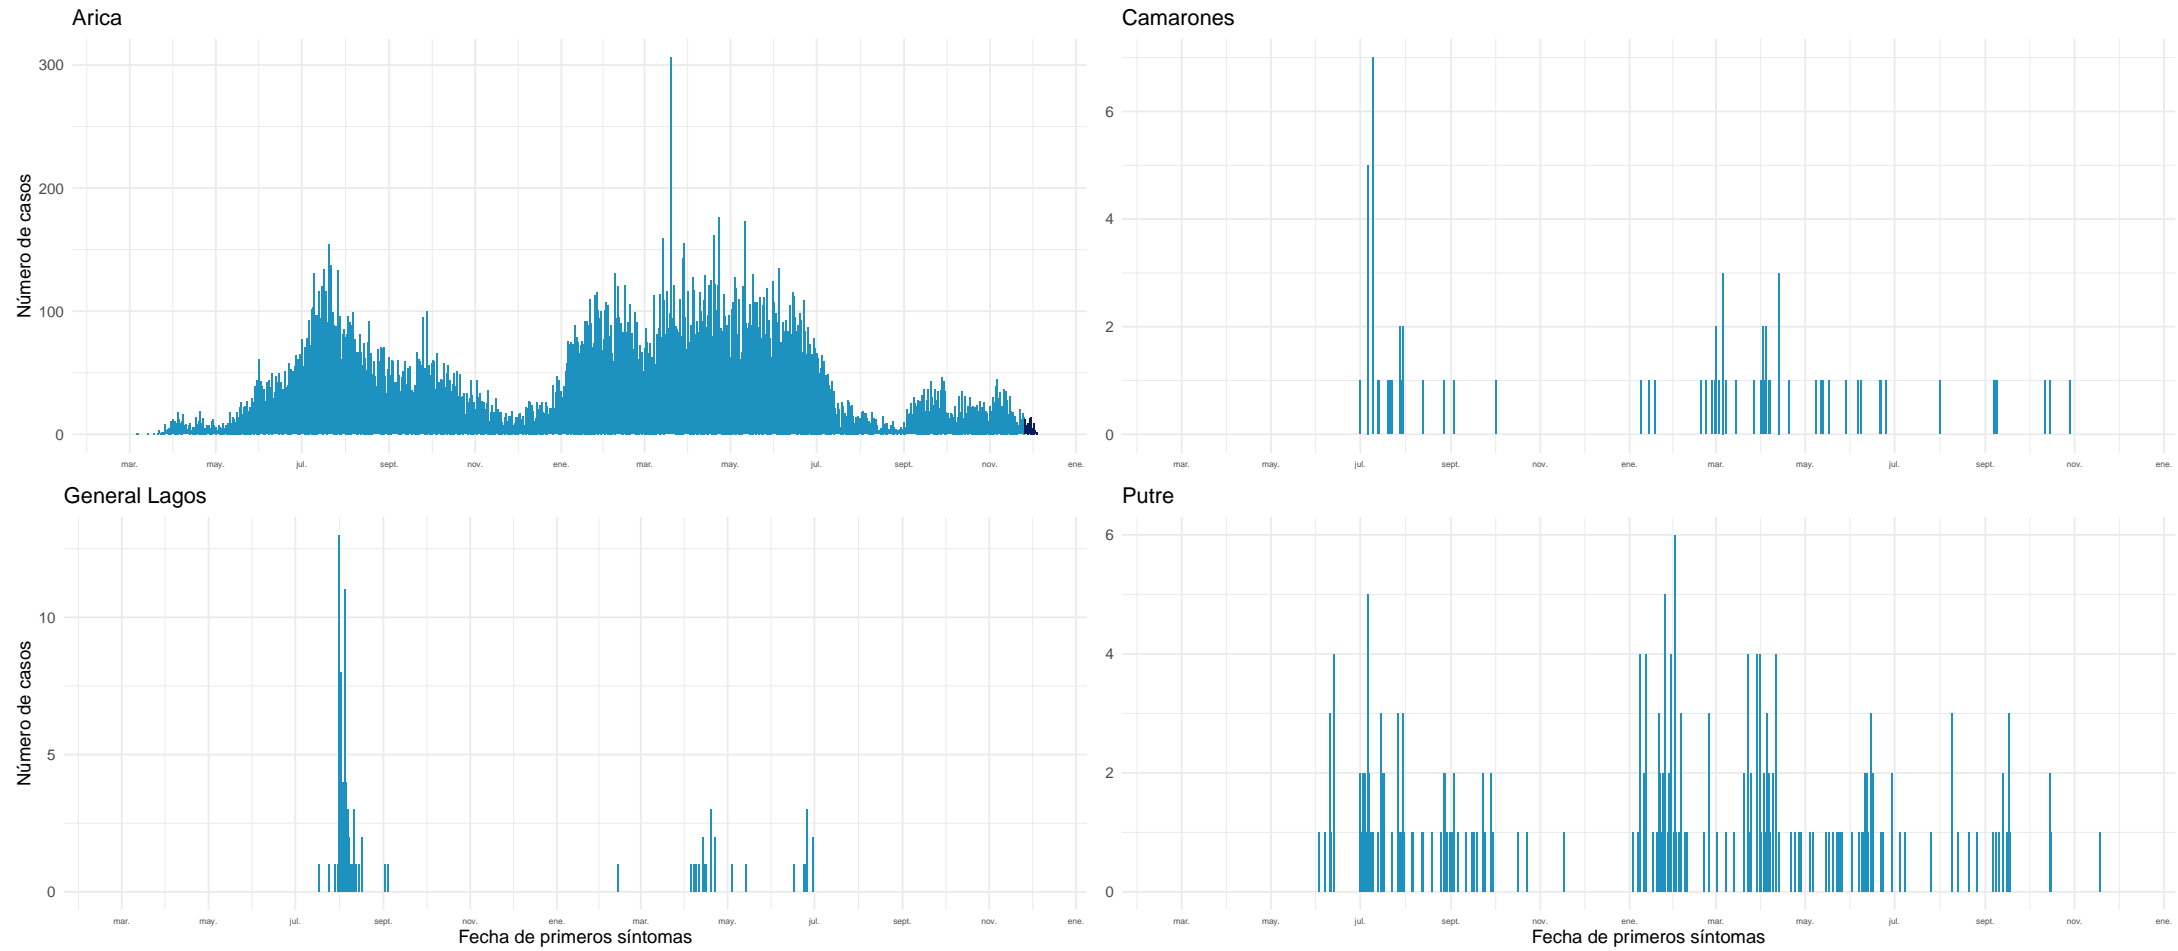 Arica
Número de casos
300
200
100
0
mar. may. jul. sept. nov. ene. mar. may. jul. sept. nov. ene.
Camarones
6
4
2
0
mar. may. jul. sept. nov. ene. mar. may. jul. sept. nov. ene.
General Lagos
Número de casos
10
5
0
mar. may. jul. sept. nov. ene. mar. may. jul. sept. nov. ene.
Fecha de primeros síntomas
Putre
6
4
2
0
mar. may. jul. sept. nov. ene. mar. may. jul. sept. nov. ene.
Fecha de primeros síntomas